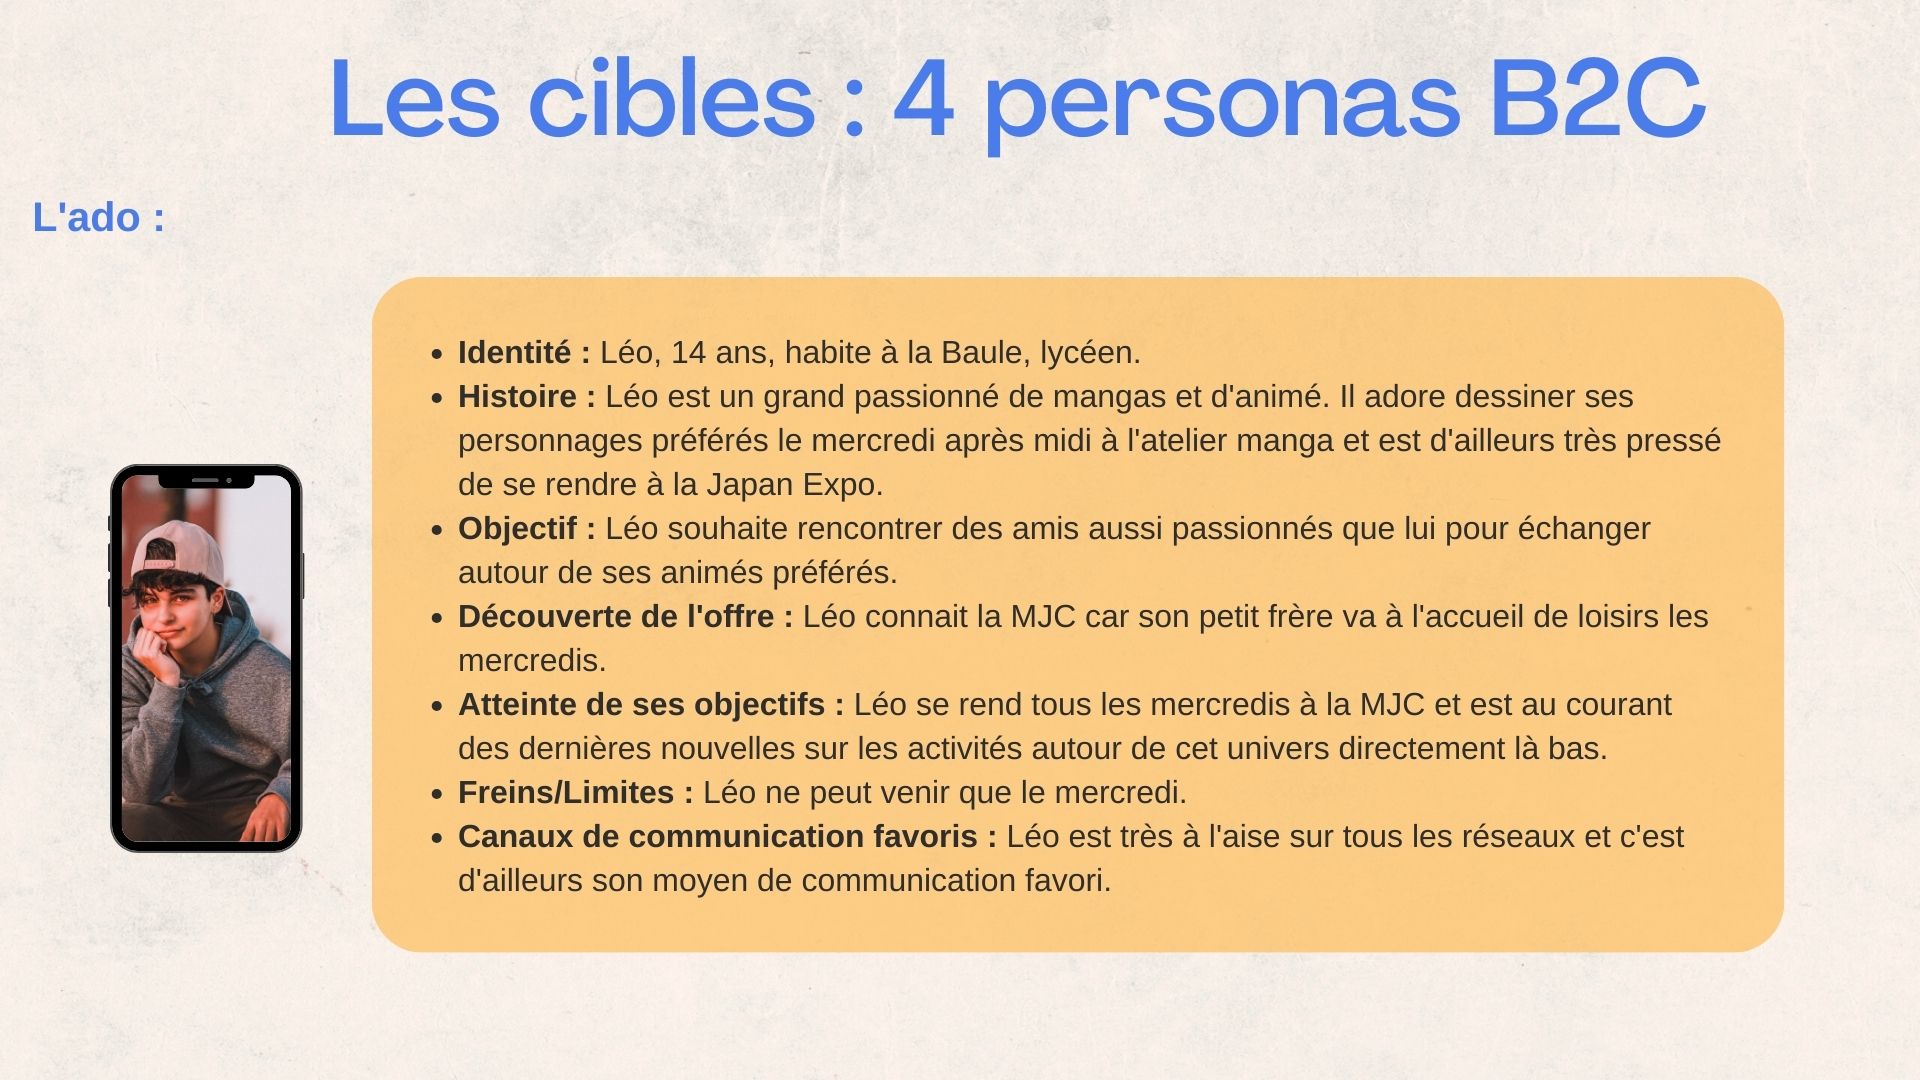 Les cibles : 4 personas B2C
L'ado :
• Identité : Léo, 14 ans, habite à la Baule, lycéen.
• Histoire : Léo est un grand passionné de mangas et d'animé. Il adore dessiner ses
personnages préférés le mercredi après midi à l'atelier manga et est d'ailleurs très pressé
de se rendre à la Japan Expo.
• Objectif : Léo souhaite rencontrer des amis aussi passionnés que lui pour échanger
autour de ses animés préférés.
• Découverte de l'offre : Léo connait la MJC car son petit frère va à l'accueil de loisirs les
mercredis.
• Atteinte de ses objectifs : Léo se rend tous les mercredis à la MJC et est au courant
des dernières nouvelles sur les activités autour de cet univers directement là bas.
• Freins/Limites : Léo ne peut venir que le mercredi.
• Canaux de communication favoris : Léo est très à l'aise sur tous les réseaux et c'est
d'ailleurs son moyen de communication favori.